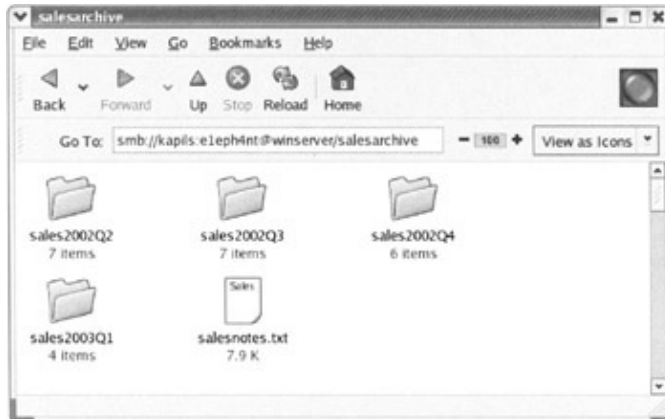 salesarchive
File Edit View Go Bookmarks Help
Back Forward Up Stop Reload Home
Go To: smb://kapils:e1eph4nt@winserver/salesarchive 100 View as Icons
sales2002Q2 sales2002Q3 sales2002Q4
7 items 7 items 6 items
Sales
sales2003Q1 salesnotes.txt
4 items 7.9 K